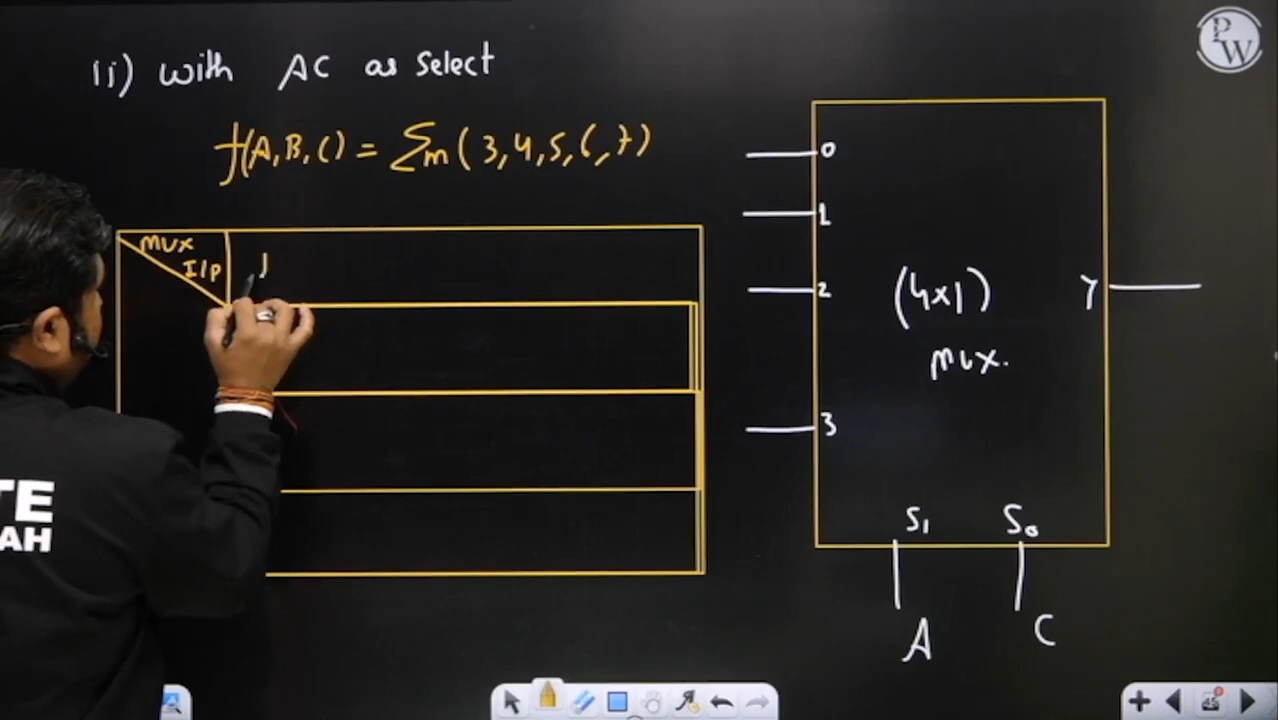 ii) with AC as select
f(A,B,C) = Σm(3,4,5,6,7)
MUX
I/p
I
0
1
2
3
(4x1)
mux.
Y
S₁ S₀
A C
TE
AH
PW